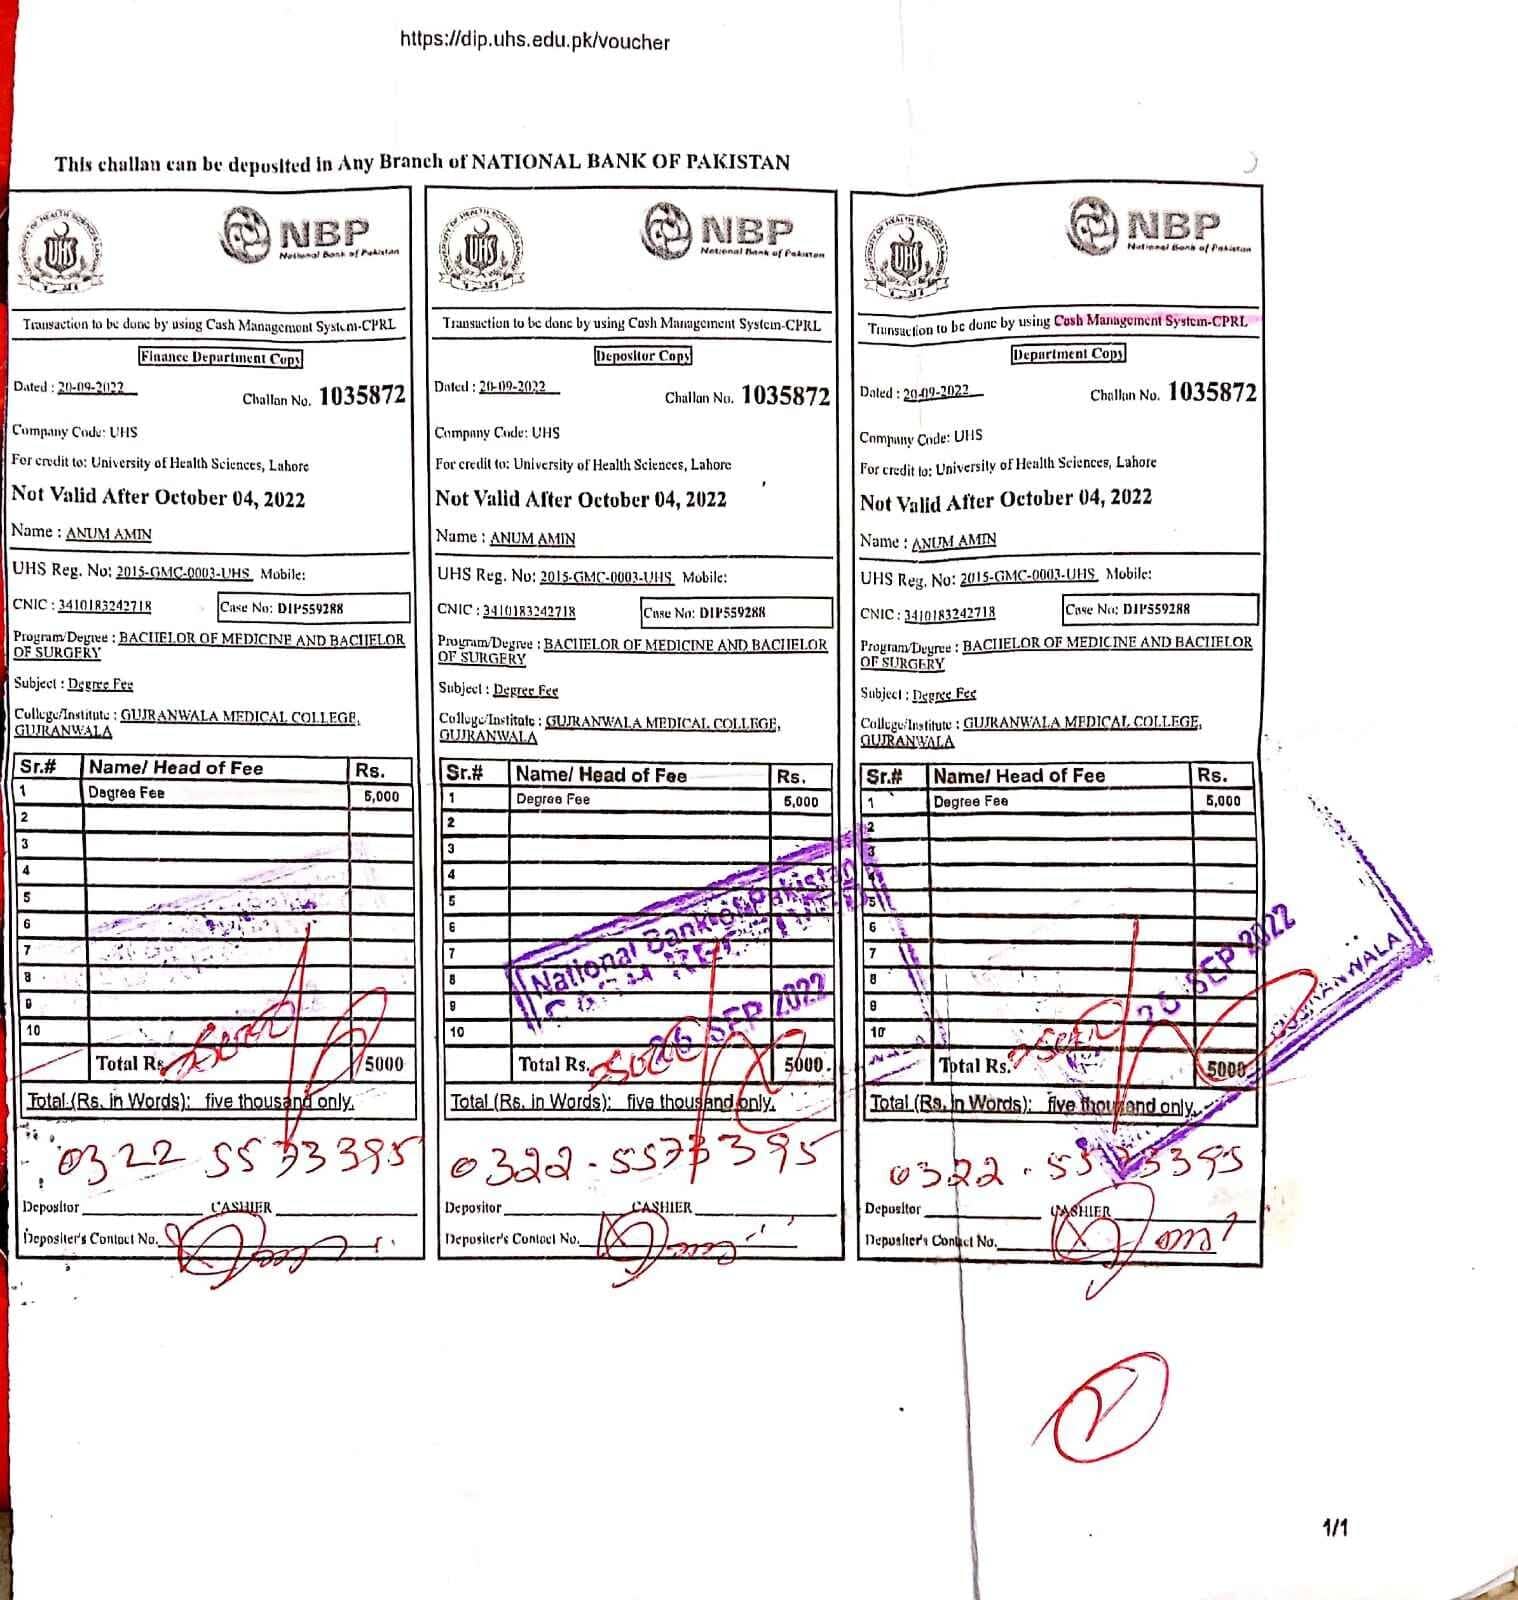 https://dip.uhs.edu.pk/voucher
This challan can be deposited in Any Branch of NATIONAL BANK OF PAKISTAN
UHS
NBP
National Bank of Pakistan
Transaction to be done by using Cash Management System-CPRL
Finance Department Copy
Dated : 20-09-2022
Challan No. 1035872
Company Code: UHS
For credit to: University of Health Sciences, Lahore
Not Valid After October 04, 2022
Name : ANUM AMIN
UHS Reg. No: 2015-GMC-0003-UHS Mobile:
CNIC : 3410183242718 Case No: DIP559288
Program/Degree : BACHELOR OF MEDICINE AND BACHELOR
OF SURGERY
Subject : Degree Fee
College/Institute : GUJRANWALA MEDICAL COLLEGE,
GUJRANWALA
Sr.# Name/ Head of Fee Rs.
1 Degree Fee 5,000
2
3
4
5
6
7
8
9
10
Total Rs. 5000
Total (Rs. in Words): five thousand only.
0322 5573395
Depositor CASHIER
Depositer's Contact No.
UHS
NBP
National Bank of Pakistan
Transaction to be done by using Cash Management System-CPRL
Depositor Copy
Dated : 20-09-2022
Challan No. 1035872
Company Code: UHS
For credit to: University of Health Sciences, Lahore
Not Valid After October 04, 2022
Name : ANUM AMIN
UHS Reg. No: 2015-GMC-0003-UHS Mobile:
CNIC : 3410183242718 Case No: DIP559288
Program/Degree : BACHELOR OF MEDICINE AND BACHELOR
OF SURGERY
Subject : Degree Fee
College/Institute : GUJRANWALA MEDICAL COLLEGE,
GUJRANWALA
Sr.# Name/ Head of Fee Rs.
1 Degree Fee 5,000
2
3
4
5
6
7
8
9
10
National Bank of Pakistan
CASH RECEIVED
26 SEP 2022
Total Rs. 5000
Total (Rs. in Words): five thousand only.
0322-5573395
Depositor CASHIER
Depositer's Contact No.
UHS
NBP
National Bank of Pakistan
Transaction to be done by using Cash Management System-CPRL
Department Copy
Dated : 20-09-2022
Challan No. 1035872
Company Code: UHS
For credit to: University of Health Sciences, Lahore
Not Valid After October 04, 2022
Name : ANUM AMIN
UHS Reg. No: 2015-GMC-0003-UHS Mobile:
CNIC : 3410183242718 Case No: DIP559288
Program/Degree : BACHELOR OF MEDICINE AND BACHELOR
OF SURGERY
Subject : Degree Fee
College/Institute : GUJRANWALA MEDICAL COLLEGE,
GUJRANWALA
Sr.# Name/ Head of Fee Rs.
1 Degree Fee 5,000
2
3
4
5
6
7
8
9
10
26 SEP 2022
GUJRANWALA
Total Rs. 5000
Total (Rs. in Words): five thousand only.
0322-5573395
Depositor CASHIER
Depositer's Contact No.
1/1